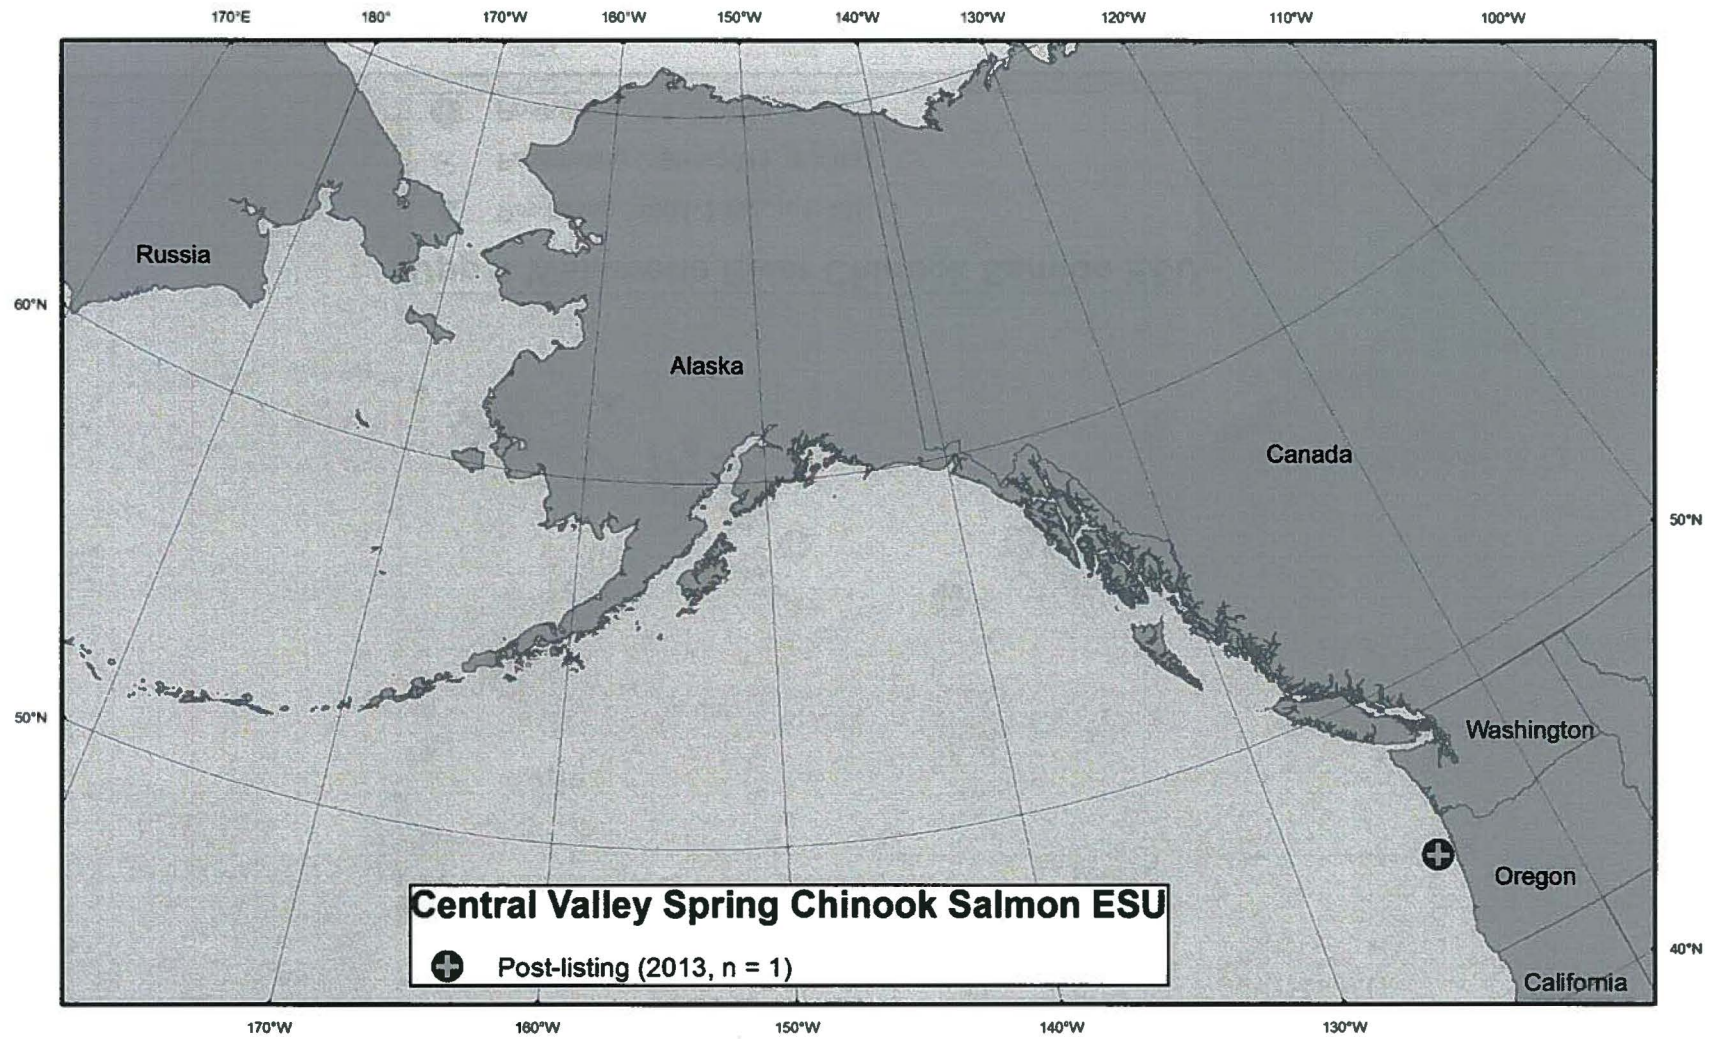 170°E 180° 170°W 160°W 150°W 140°W 130°W 120°W 110°W 100°W
Russia
60°N
Alaska
Canada
50°N
50°N
Washington
Oregon
Central Valley Spring Chinook Salmon ESU
Post-listing (2013, n = 1)
40°N
California
170°W 160°W 150°W 140°W 130°W